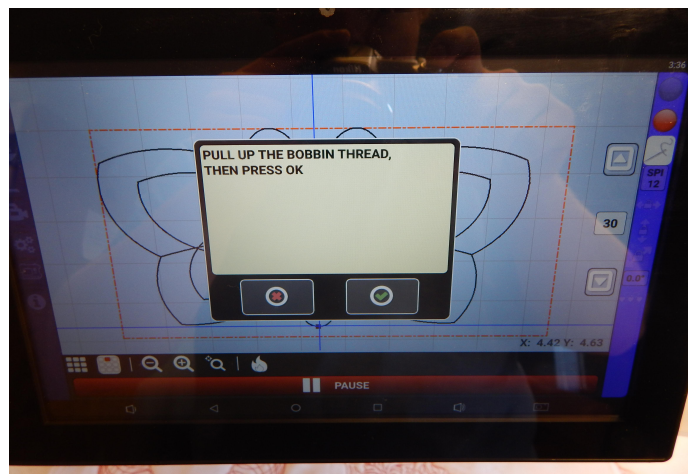 3:36
PULL UP THE BOBBIN THREAD,
THEN PRESS OK
SPI
12
30
0.0°
X: 4.42 Y: 4.63
PAUSE